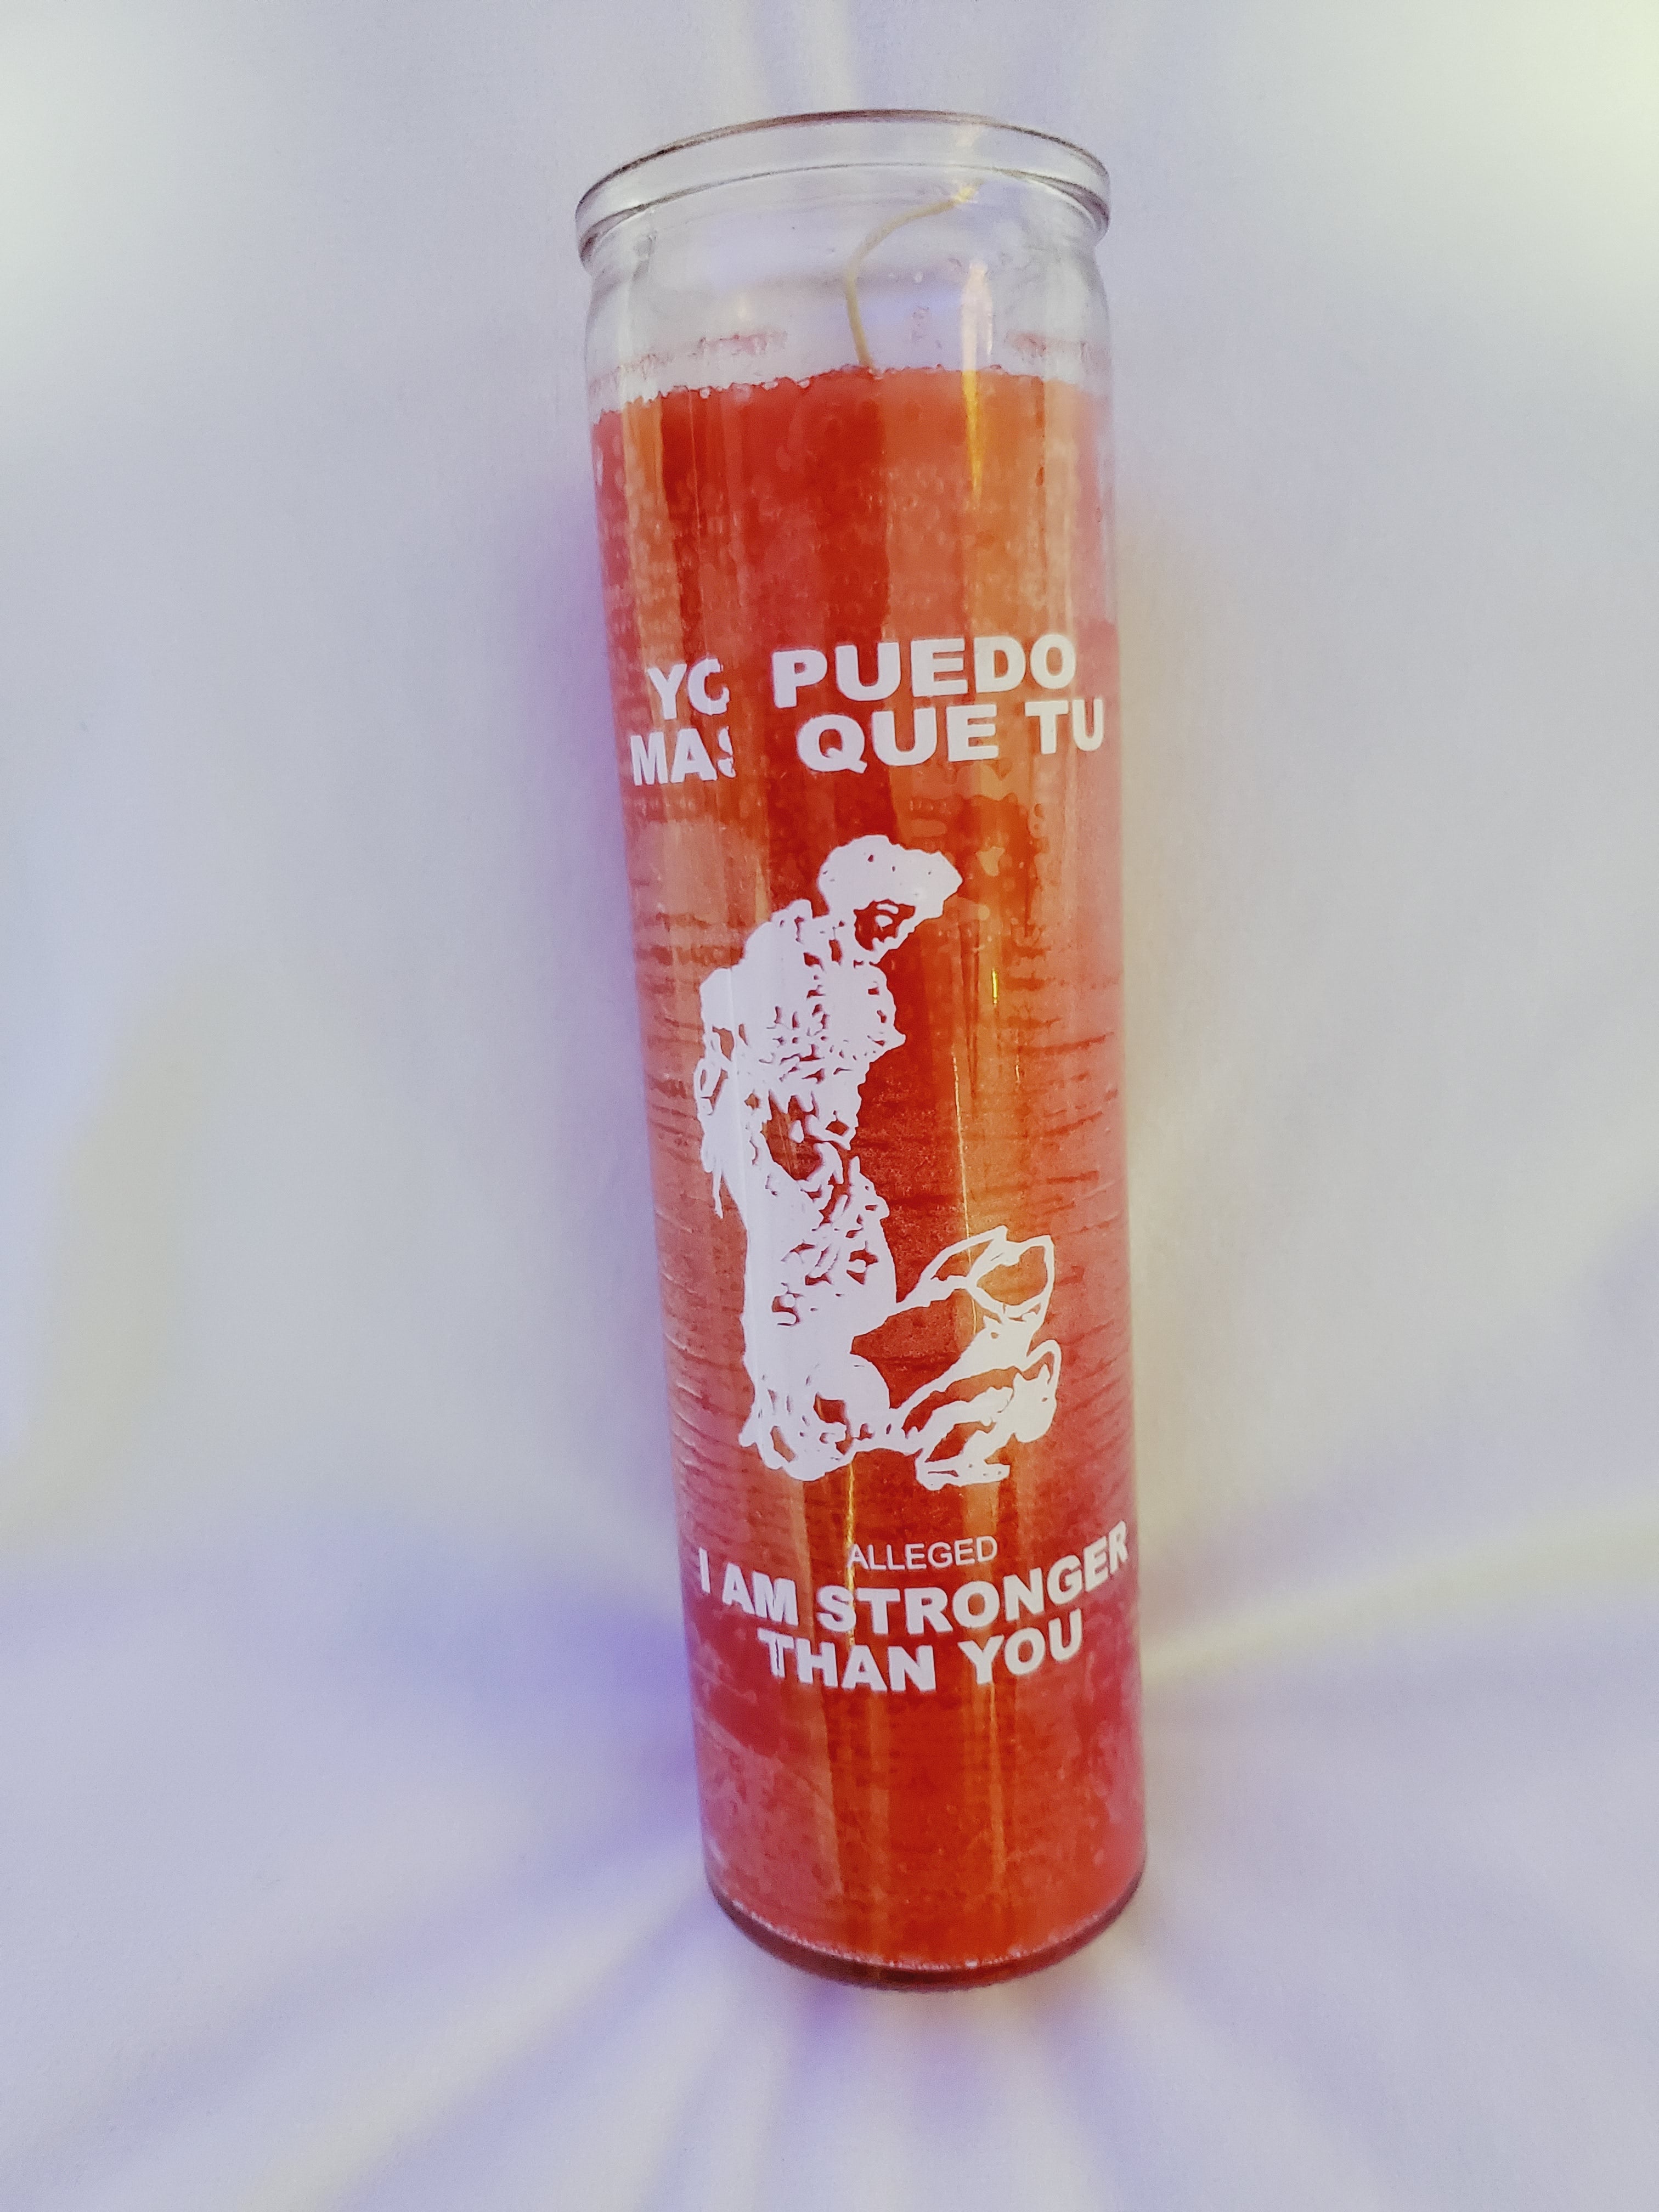 YO PUEDO
MAS QUE TU
ALLEGED
I AM STRONGER
THAN YOU